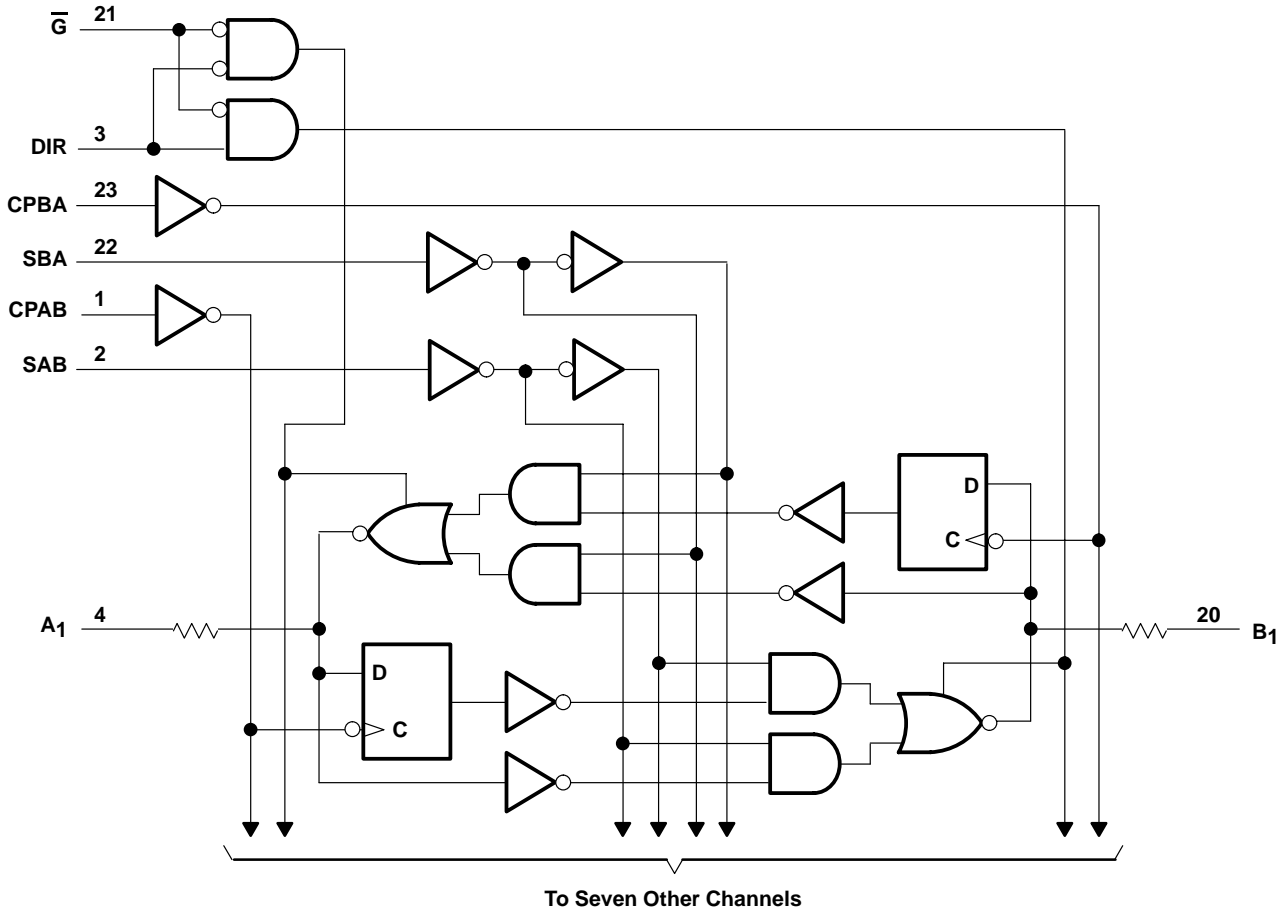 G̅ 21
DIR 3
CPBA 23
SBA 22
CPAB 1
SAB 2
D
C
A1 4
20 B1
D
C
To Seven Other Channels